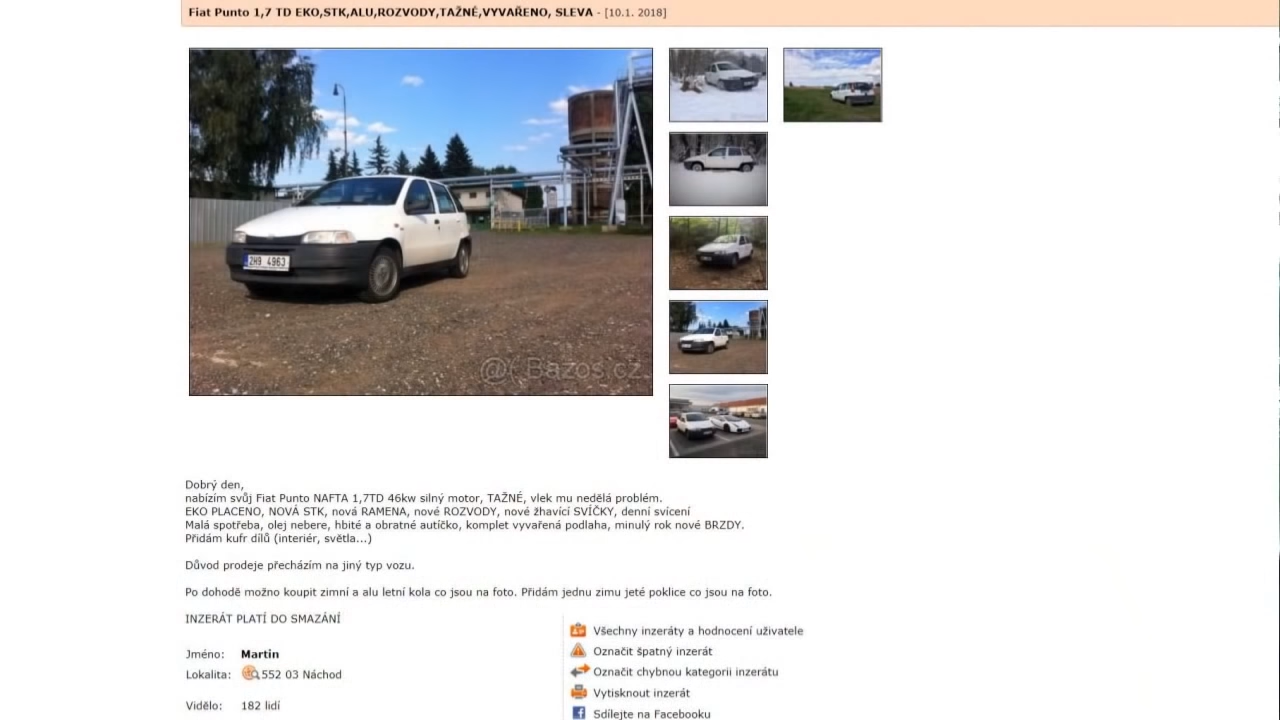 Fiat Punto 1,7 TD EKO,STK,ALU,ROZVODY,TAŽNÉ,VYVAŘENO, SLEVA - [10.1. 2018]
2H9 4963
@( Bazos.cz
Dobrý den,
nabízím svůj Fiat Punto NAFTA 1,7TD 46kw silný motor, TAŽNÉ, vlek mu nedělá problém.
EKO PLACENO, NOVÁ STK, nová RAMENA, nové ROZVODY, nové žhavící SVÍČKY, denní svícení
Malá spotřeba, olej nebere, hbité a obratné autíčko, komplet vyvařená podlaha, minulý rok nové BRZDY.
Přidám kufr dílů (interiér, světla...)
Důvod prodeje přecházím na jiný typ vozu.
Po dohodě možno koupit zimní a alu letní kola co jsou na foto. Přidám jednu zimu jeté poklice co jsou na foto.
INZERÁT PLATÍ DO SMAZÁNÍ
Jméno: Martin
Lokalita: 552 03 Náchod
Vidělo: 182 lidí
Všechny inzeráty a hodnocení uživatele
Označit špatný inzerát
Označit chybnou kategorii inzerátu
Vytisknout inzerát
Sdílejte na Facebooku